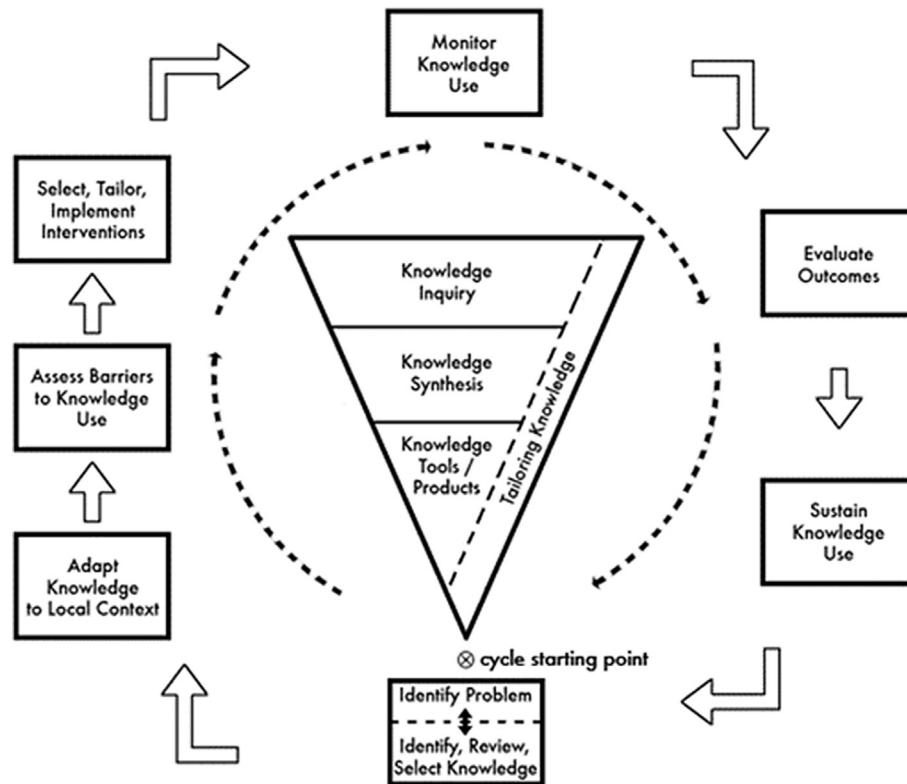 Monitor
Knowledge
Use
Select, Tailor,
Implement
Interventions
Evaluate
Outcomes
Knowledge
Inquiry
Knowledge
Synthesis
Knowledge
Tools /
Products
Tailoring Knowledge
Assess Barriers
to Knowledge
Use
Sustain
Knowledge
Use
Adapt
Knowledge
to Local Context
cycle starting point
Identify Problem
Identify, Review,
Select Knowledge